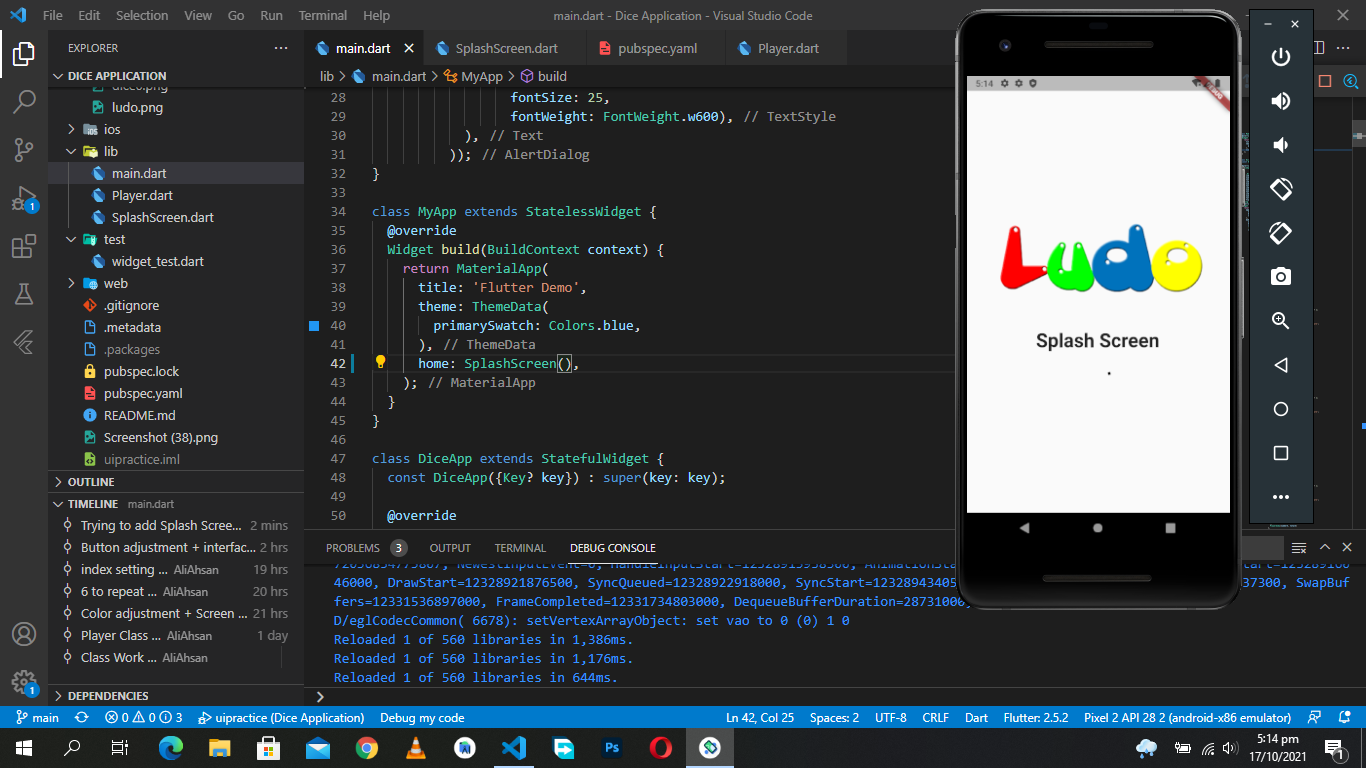 File Edit Selection View Go Run Terminal Help
main.dart - Dice Application - Visual Studio Code
EXPLORER
DICE APPLICATION
ludo.png
ios
lib
main.dart
Player.dart
SplashScreen.dart
test
widget_test.dart
web
.gitignore
.metadata
.packages
pubspec.lock
pubspec.yaml
README.md
Screenshot (38).png
uipractice.iml
OUTLINE
TIMELINE main.dart
Trying to add Splash Scree... 2 mins
Button adjustment + interfac... 2 hrs
index setting ... AliAhsan 19 hrs
6 to repeat ... AliAhsan 20 hrs
Color adjustment + Screen ... 21 hrs
Player Class ... AliAhsan 1 day
Class Work ... AliAhsan
DEPENDENCIES
main.dart SplashScreen.dart pubspec.yaml Player.dart
lib > main.dart > MyApp > build
28 fontSize: 25,
29 fontWeight: FontWeight.w600), // TextStyle
30 ), // Text
31 )); // AlertDialog
32 }
33
34 class MyApp extends StatelessWidget {
35 @override
36 Widget build(BuildContext context) {
37 return MaterialApp(
38 title: 'Flutter Demo',
39 theme: ThemeData(
40 primarySwatch: Colors.blue,
41 ), // ThemeData
42 home: SplashScreen(),
43 ); // MaterialApp
44 }
45 }
46
47 class DiceApp extends StatefulWidget {
48 const DiceApp({Key? key}) : super(key: key);
49
50 @override
PROBLEMS 3 OUTPUT TERMINAL DEBUG CONSOLE
46000, DrawStart=12328921876500, SyncQueued=12328922918000, SyncStart=1232894340
37300, SwapBuf
fers=12331536897000, FrameCompleted=12331734803000, DequeueBufferDuration=28731000,
D/eglCodecCommon( 6678): setVertexArrayObject: set vao to 0 (0) 1 0
Reloaded 1 of 560 libraries in 1,386ms.
Reloaded 1 of 560 libraries in 1,176ms.
Reloaded 1 of 560 libraries in 644ms.
5:14
Ludo
Splash Screen
.
main 0 0 3 uipractice (Dice Application) Debug my code
Ln 42, Col 25 Spaces: 2 UTF-8 CRLF Dart Flutter: 2.5.2 Pixel 2 API 28 2 (android-x86 emulator)
5:14 pm
17/10/2021
1